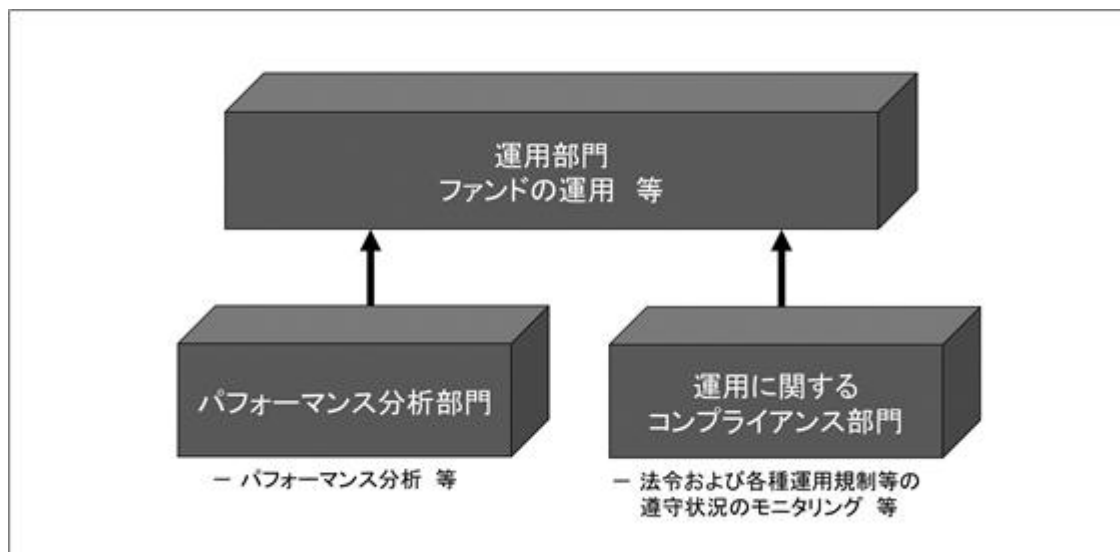 運用部門
ファンドの運用 等
パフォーマンス分析部門
− パフォーマンス分析 等
運用に関する
コンプライアンス部門
− 法令および各種運用規制等の
遵守状況のモニタリング 等